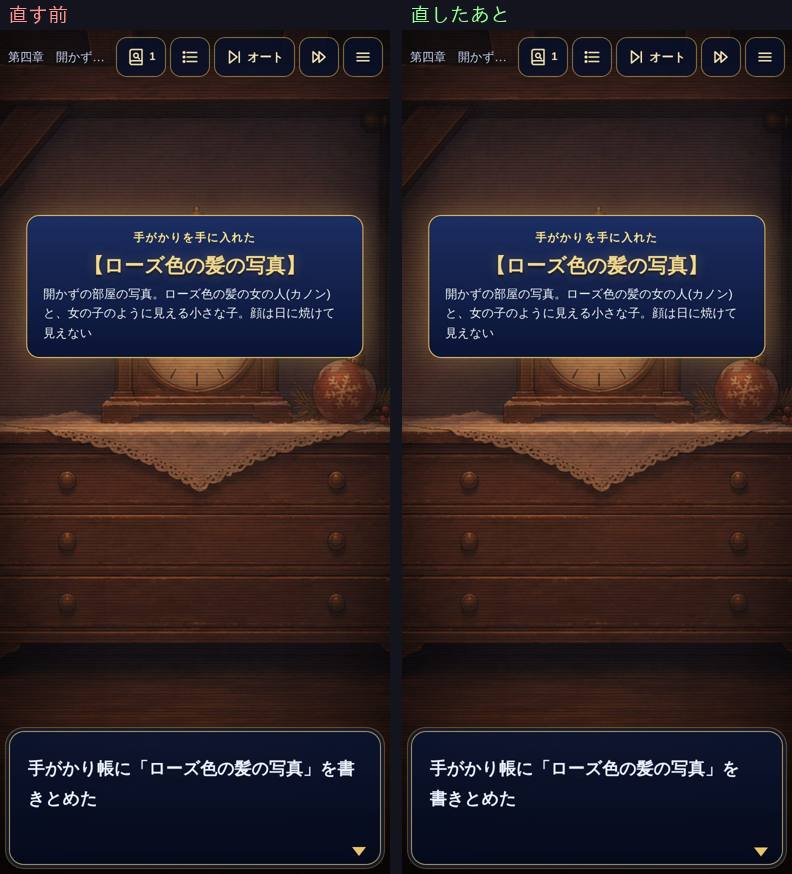 直す前
第四章　開かず… 1 オート
手がかりを手に入れた
【ローズ色の髪の写真】
開かずの部屋の写真。ローズ色の髪の女の人(カノン)
と、女の子のように見える小さな子。顔は日に焼けて
見えない
手がかり帳に「ローズ色の髪の写真」を書
きとめた
直したあと
第四章　開かず… 1 オート
手がかりを手に入れた
【ローズ色の髪の写真】
開かずの部屋の写真。ローズ色の髪の女の人(カノン)
と、女の子のように見える小さな子。顔は日に焼けて
見えない
手がかり帳に「ローズ色の髪の写真」を
書きとめた